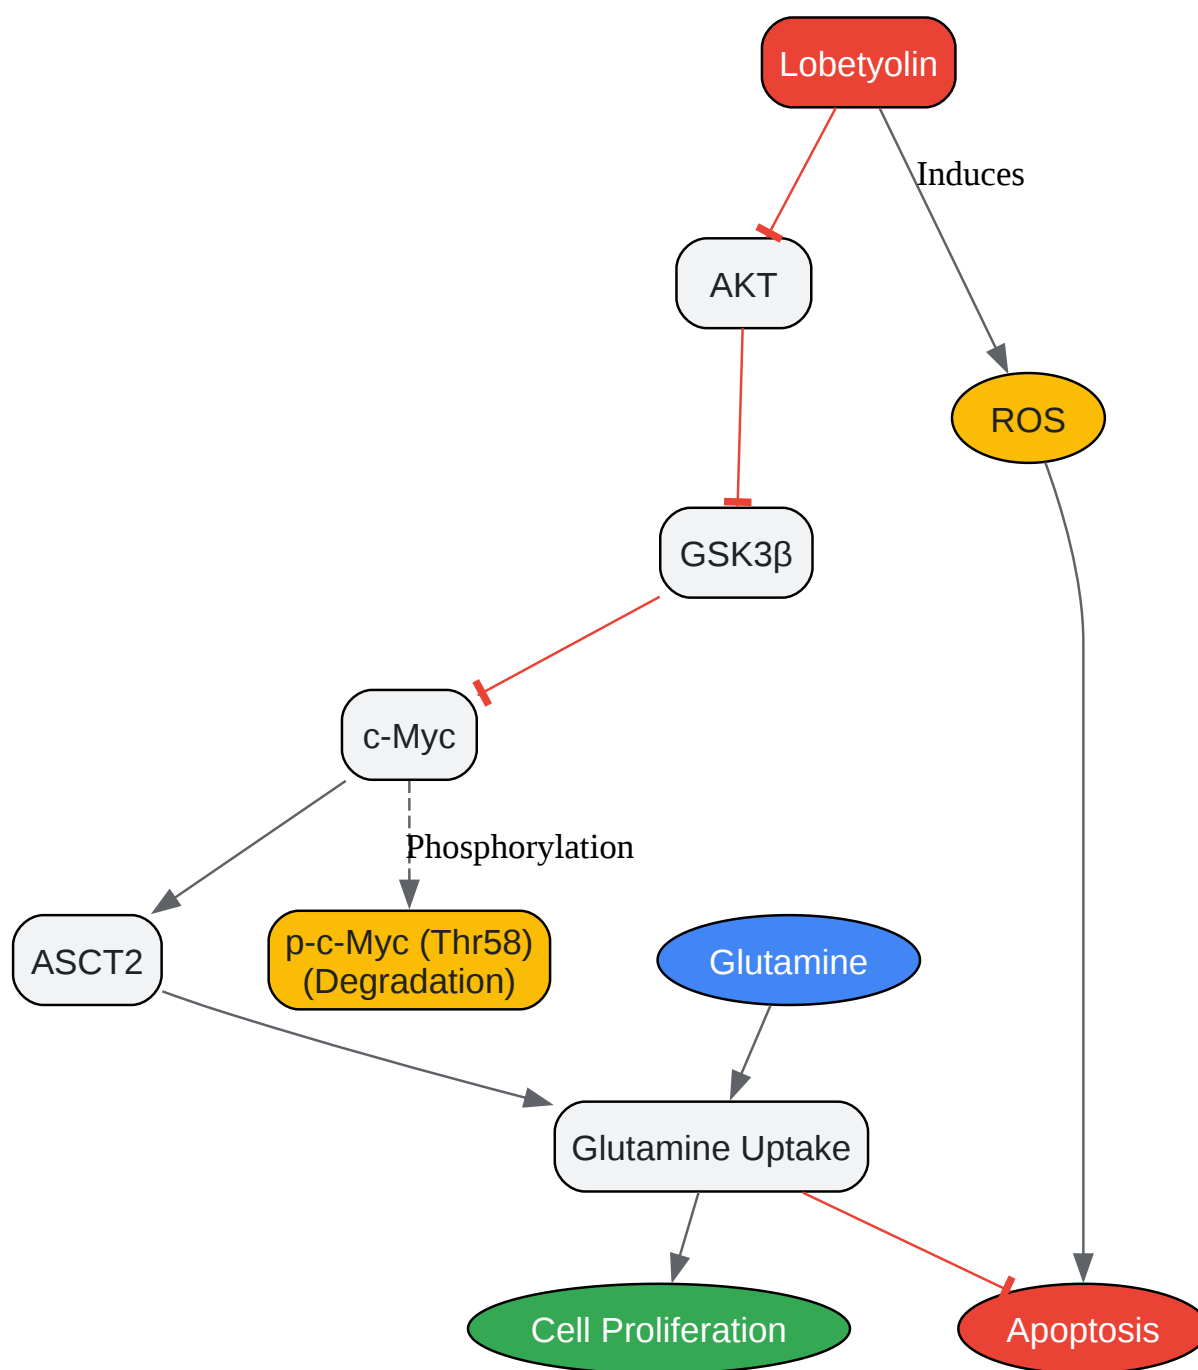 Lobetyolin
Induces
AKT
ROS
GSK3β
c-Myc
Phosphorylation
ASCT2
p-c-Myc (Thr58)
(Degradation)
Glutamine
Glutamine Uptake
Cell Proliferation
Apoptosis